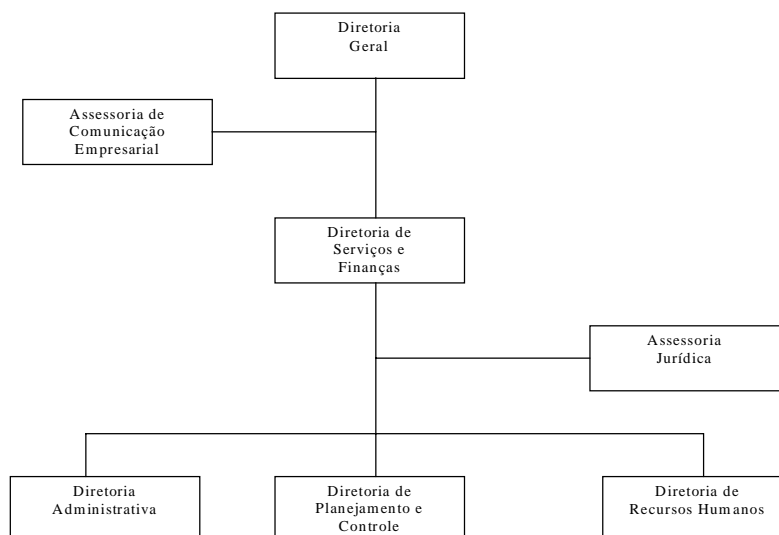 Diretoria
Geral
Assessoria de
Comunicação
Empresarial
Diretoria de
Serviços e
Finanças
Assessoria
Jurídica
Diretoria
Administrativa
Diretoria de
Planejamento e
Controle
Diretoria de
Recursos Humanos